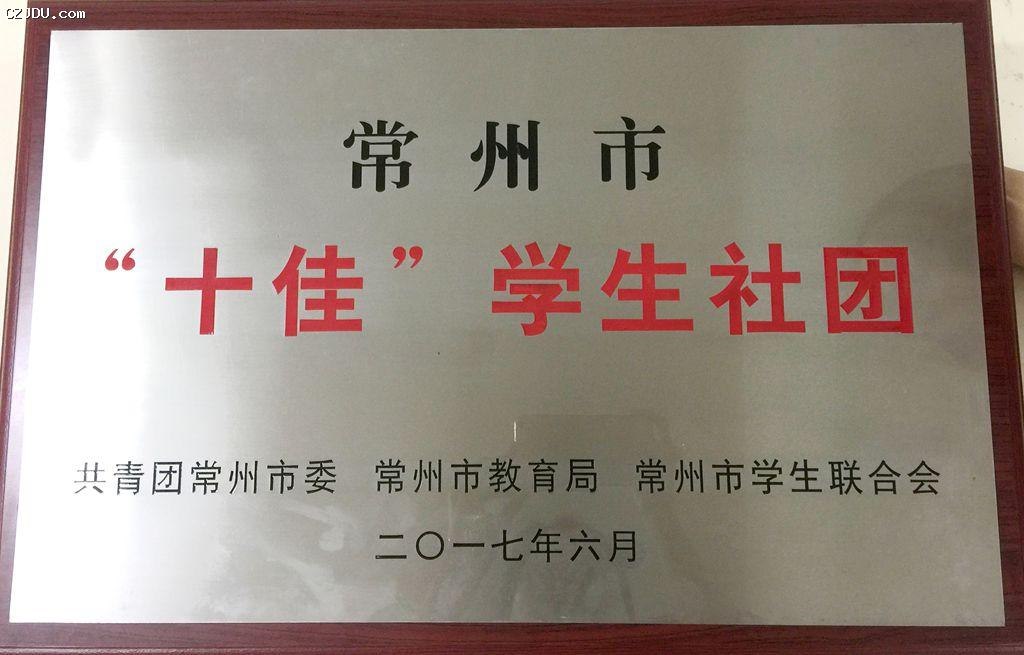 CZJDU.com
常州市
“十佳”学生社团
共青团常州市委 常州市教育局 常州市学生联合会
二〇一七年六月